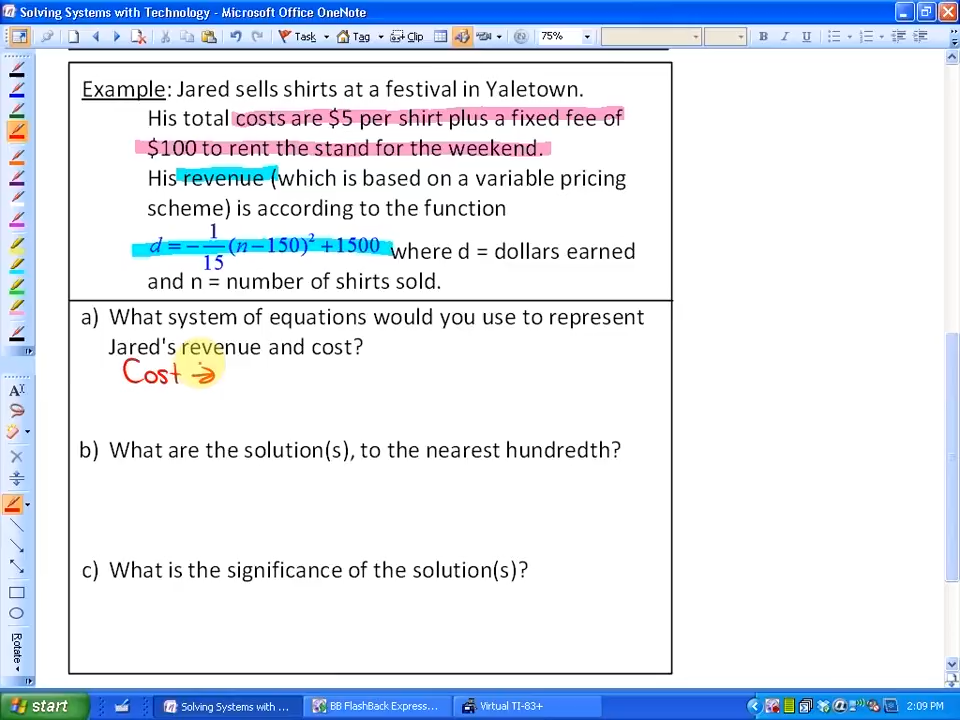 Solving Systems with Technology - Microsoft Office OneNote
Task Tag Clip 75% B I U
Example: Jared sells shirts at a festival in Yaletown.
His total costs are $5 per shirt plus a fixed fee of
$100 to rent the stand for the weekend.
His revenue (which is based on a variable pricing
scheme) is according to the function
d = -1/15 (n-150)² +1500 where d = dollars earned
and n = number of shirts sold.
a) What system of equations would you use to represent
Jared's revenue and cost?
Cost →
b) What are the solution(s), to the nearest hundredth?
c) What is the significance of the solution(s)?
Rotate
start Solving Systems with ... BB FlashBack Express... Virtual TI-83+ 2:09 PM